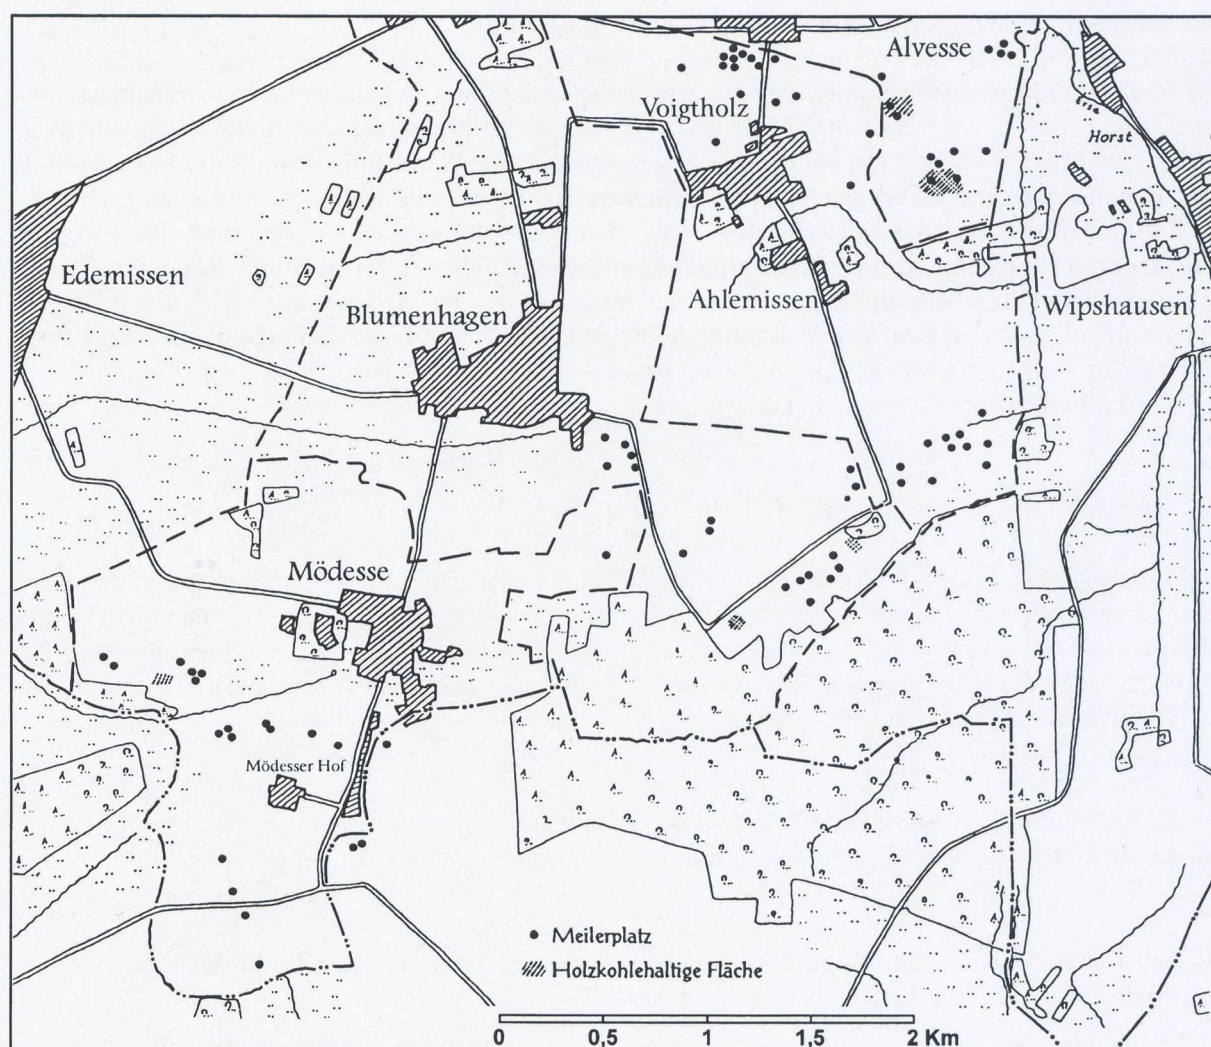 Alvesse
Voigtholz
Horst
Edemissen
Ahlemissen
Wipshausen
Blumenhagen
Mödesse
Mödesser Hof
Meilerplatz
Holzkohlehaltige Fläche
0 0,5 1 1,5 2 Km